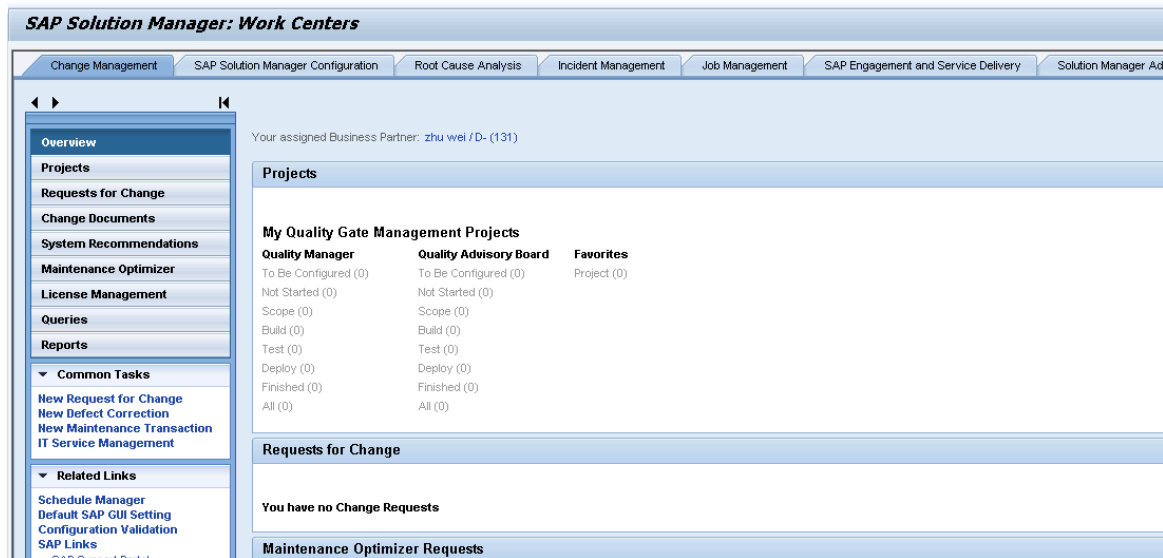 SAP Solution Manager: Work Centers
Change Management SAP Solution Manager Configuration Root Cause Analysis Incident Management Job Management SAP Engagement and Service Delivery Solution Manager Ad
Overview
Projects
Requests for Change
Change Documents
System Recommendations
Maintenance Optimizer
License Management
Queries
Reports
Common Tasks
New Request for Change
New Defect Correction
New Maintenance Transaction
IT Service Management
Related Links
Schedule Manager
Default SAP GUI Setting
Configuration Validation
SAP Links
Your assigned Business Partner: zhu wei / D- (131)
Projects
My Quality Gate Management Projects
Quality Manager Quality Advisory Board Favorites
To Be Configured (0) To Be Configured (0) Project (0)
Not Started (0) Not Started (0)
Scope (0) Scope (0)
Build (0) Build (0)
Test (0) Test (0)
Deploy (0) Deploy (0)
Finished (0) Finished (0)
All (0) All (0)
Requests for Change
You have no Change Requests
Maintenance Optimizer Requests